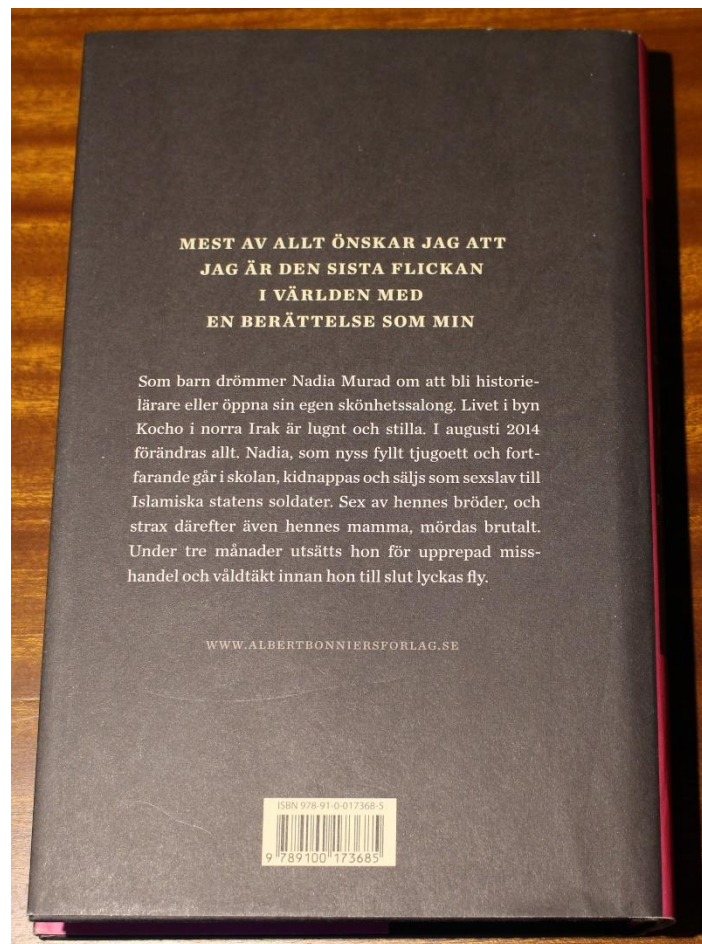 MEST AV ALLT ÖNSKAR JAG ATT
JAG ÄR DEN SISTA FLICKAN
I VÄRLDEN MED
EN BERÄTTELSE SOM MIN
Som barn drömmer Nadia Murad om att bli historie-
lärare eller öppna sin egen skönhetssalong. Livet i byn
Kocho i norra Irak är lugnt och stilla. I augusti 2014
förändras allt. Nadia, som nyss fyllt tjugoett och fort-
farande går i skolan, kidnappas och säljs som sexslav till
Islamiska statens soldater. Sex av hennes bröder, och
strax därefter även hennes mamma, mördas brutalt.
Under tre månader utsätts hon för upprepad miss-
handel och våldtäkt innan hon till slut lyckas fly.
WWW.ALBERTBONNIERSFORLAG.SE
ISBN 978-91-0-017368-5
9 789100 173685